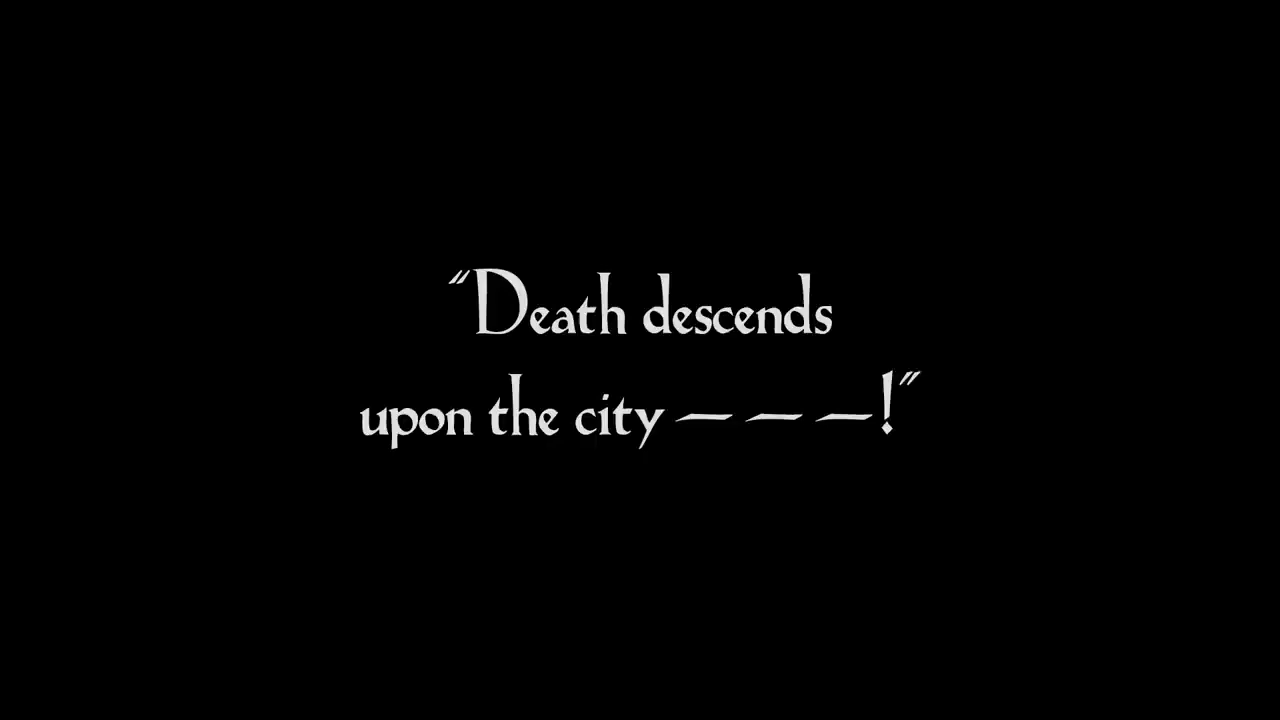 “Death descends
upon the city — — —!”